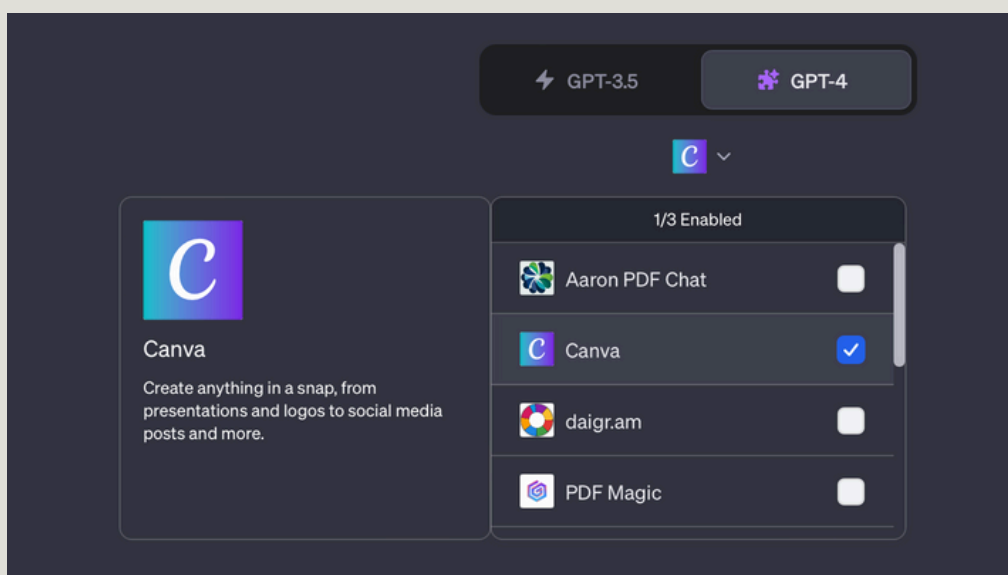 GPT-3.5
GPT-4
C
C
Canva
Create anything in a snap, from
presentations and logos to social media
posts and more.
1/3 Enabled
Aaron PDF Chat
C
Canva
daigr.am
PDF Magic